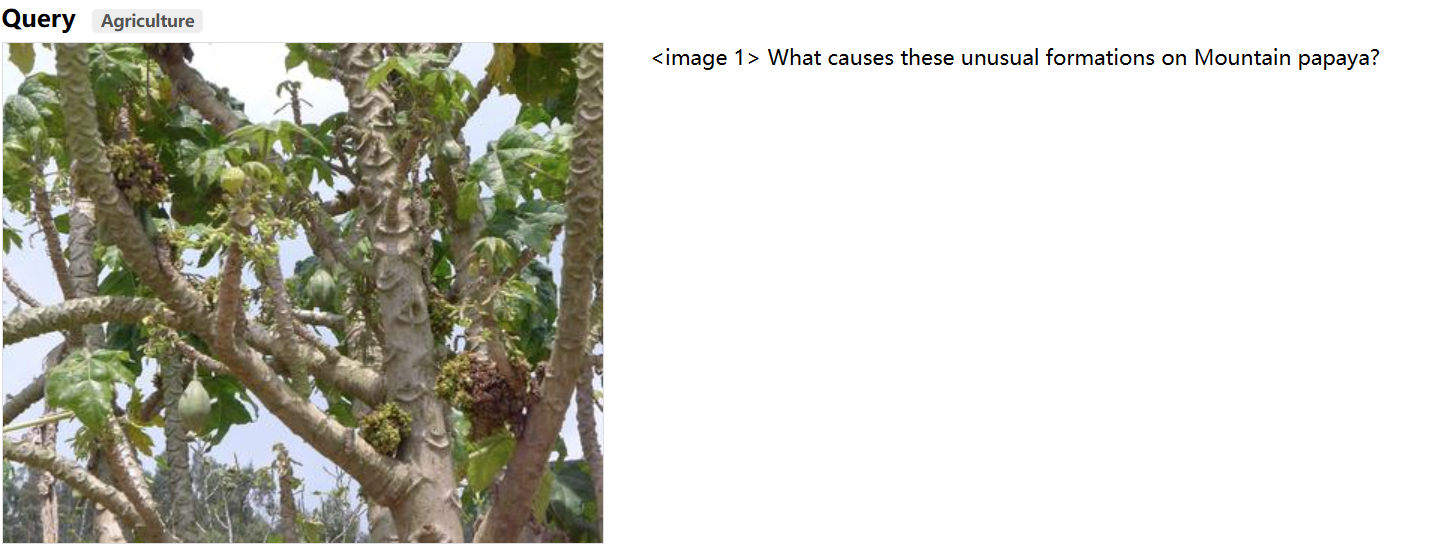 Query Agriculture
<image 1> What causes these unusual formations on Mountain papaya?